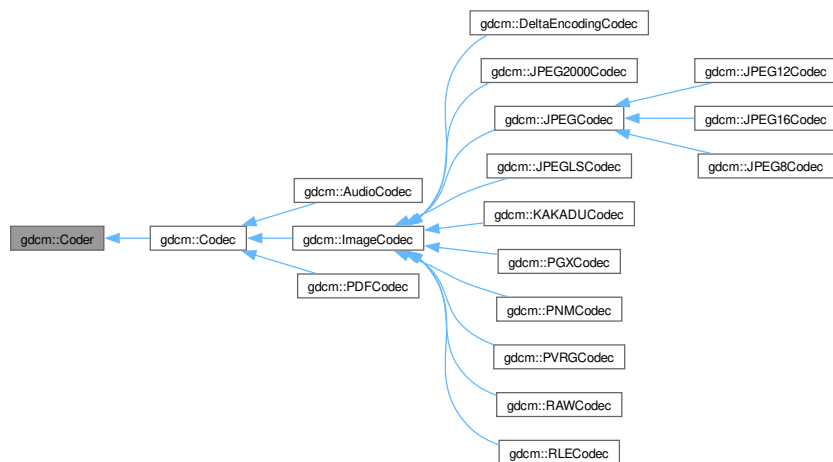 gdcm::DeltaEncodingCodec
gdcm::JPEG2000Codec
gdcm::JPEG12Codec
gdcm::JPEGCodec
gdcm::JPEG16Codec
gdcm::JPEGLSCodec
gdcm::JPEG8Codec
gdcm::AudioCodec
gdcm::KAKADUCodec
gdcm::Coder
gdcm::Codec
gdcm::ImageCodec
gdcm::PGXCodec
gdcm::PDFCodec
gdcm::PNMCodec
gdcm::PVRGCodec
gdcm::RAWCodec
gdcm::RLECodec